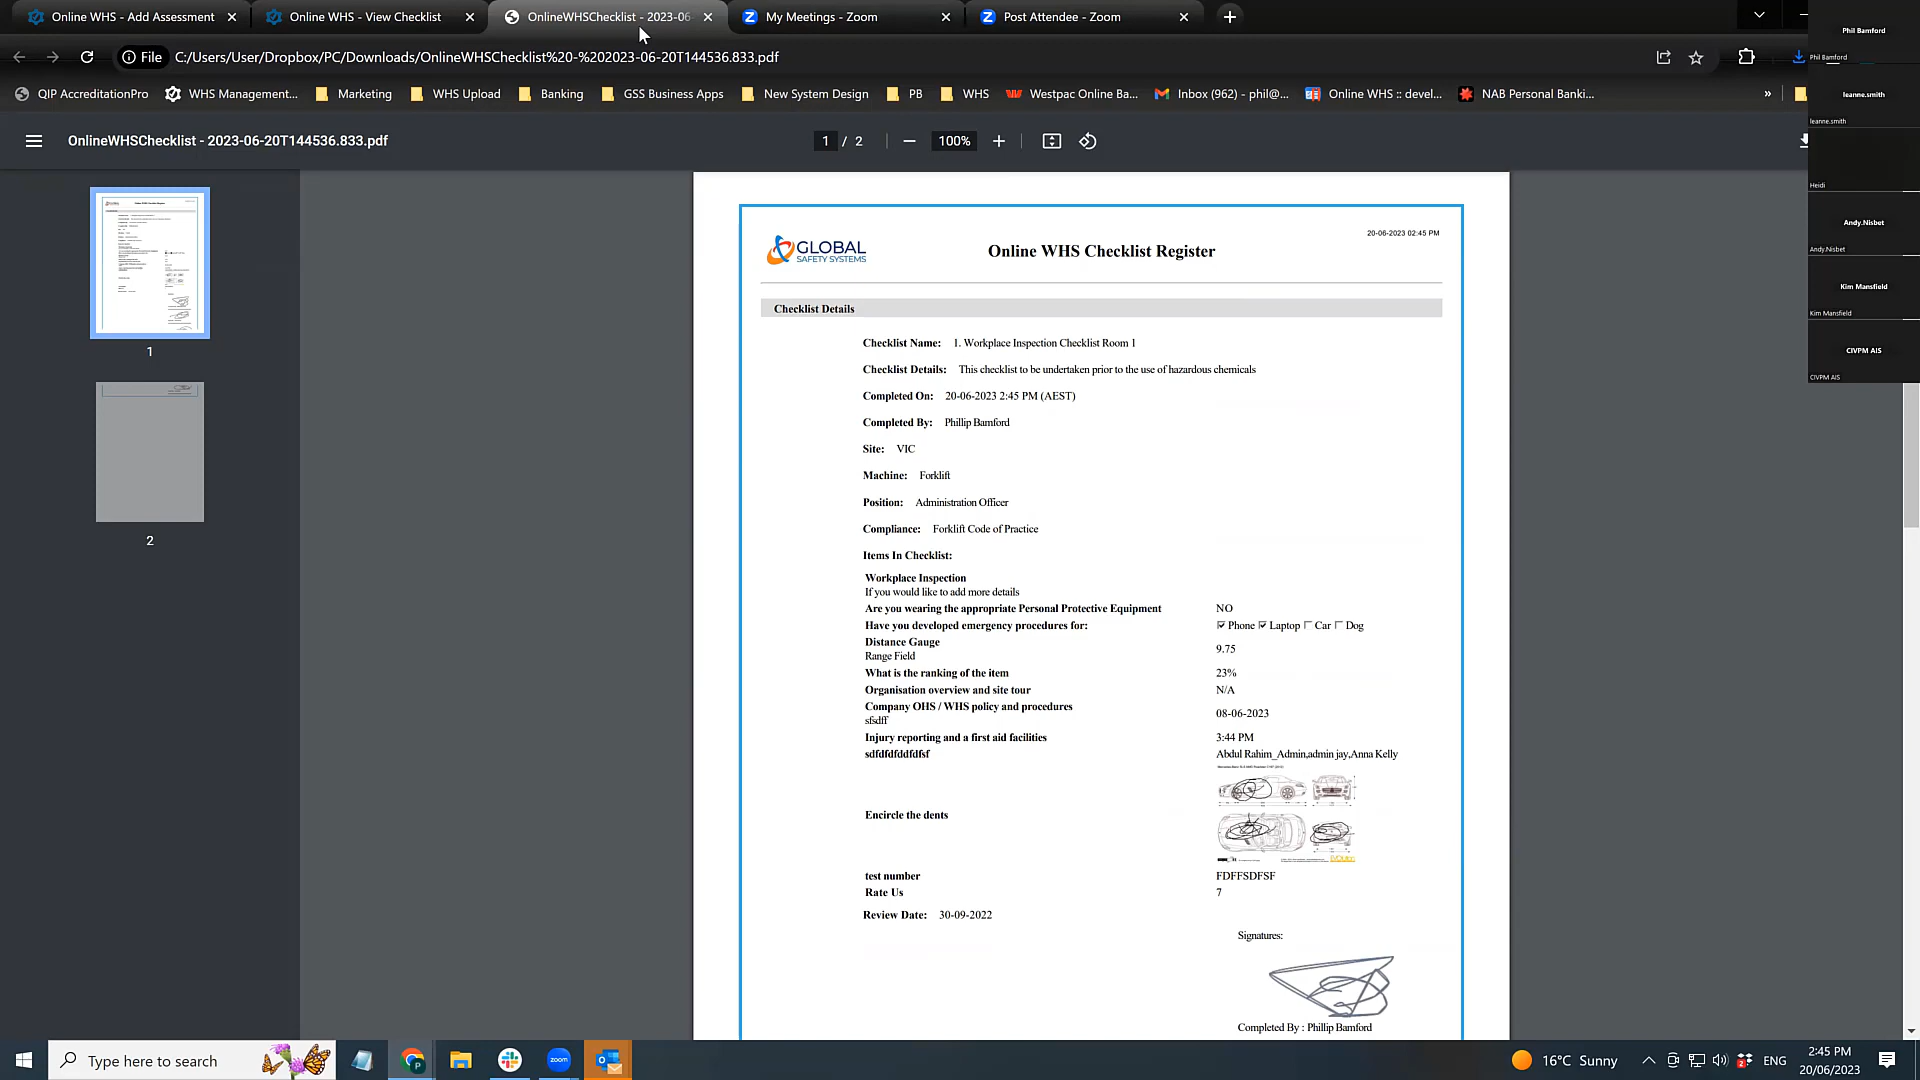 Online WHS - Add Assessment
Online WHS - View Checklist
OnlineWHSChecklist - 2023-06
My Meetings - Zoom
Post Attendee - Zoom
File C:/Users/User/Dropbox/PC/Downloads/OnlineWHSChecklist%20-%202023-06-20T144536.833.pdf
QIP AccreditationPro
WHS Management...
Marketing
WHS Upload
Banking
GSS Business Apps
New System Design
PB
WHS
Westpac Online Ba...
Inbox (962) - phil@...
Online WHS :: devel...
NAB Personal Banki...
»
OnlineWHSChecklist - 2023-06-20T144536.833.pdf
1 / 2
100%
Phil Bamford
Phil Bamford
leanne.smith
leanne.smith
Heidi
Andy.Nisbet
Andy.Nisbet
Kim Mansfield
Kim Mansfield
CIVPM AIS
CIVPM AIS
1
2
20-06-2023 02:45 PM
GLOBAL
SAFETY SYSTEMS
Online WHS Checklist Register
Checklist Details
Checklist Name: 1. Workplace Inspection Checklist Room 1
Checklist Details: This checklist to be undertaken prior to the use of hazardous chemicals
Completed On: 20-06-2023 2:45 PM (AEST)
Completed By: Phillip Bamford
Site: VIC
Machine: Forklift
Position: Administration Officer
Compliance: Forklift Code of Practice
Items In Checklist:
Workplace Inspection
If you would like to add more details
Are you wearing the appropriate Personal Protective Equipment NO
Have you developed emergency procedures for: Phone Laptop Car Dog
Distance Gauge
Range Field
9.75
What is the ranking of the item 23%
Organisation overview and site tour N/A
Company OHS / WHS policy and procedures
sfsdff
08-06-2023
Injury reporting and a first aid facilities 3:44 PM
sdfdfdfddfdfsf Abdul Rahim_Admin,admin jay,Anna Kelly
Encircle the dents
test number FDFFSDFSF
Rate Us 7
Review Date: 30-09-2022
Signatures:
Completed By : Phillip Bamford
Type here to search
zoom
16°C Sunny
ENG
2:45 PM
20/06/2023